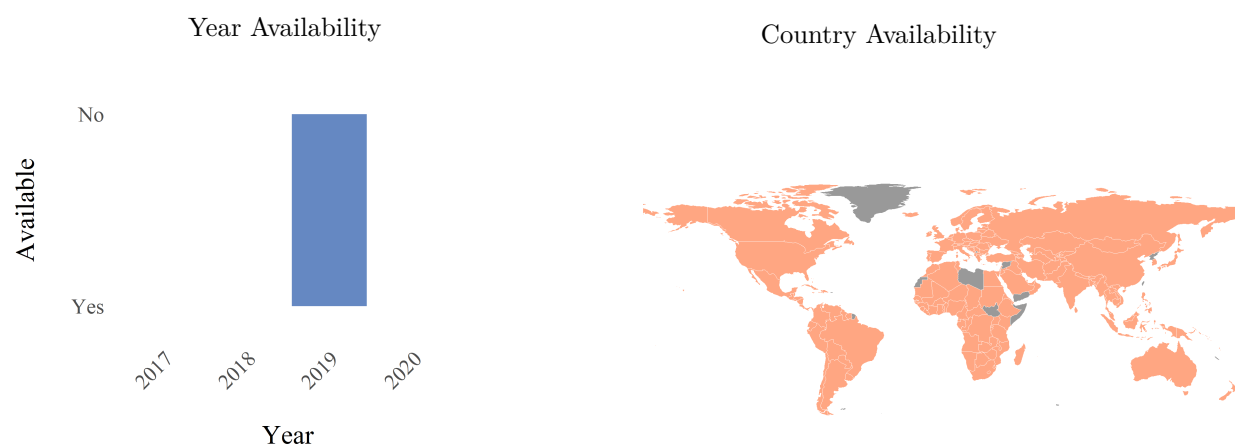 Year Availability
No
Available
Yes
2017
2018
2019
2020
Year
Country Availability